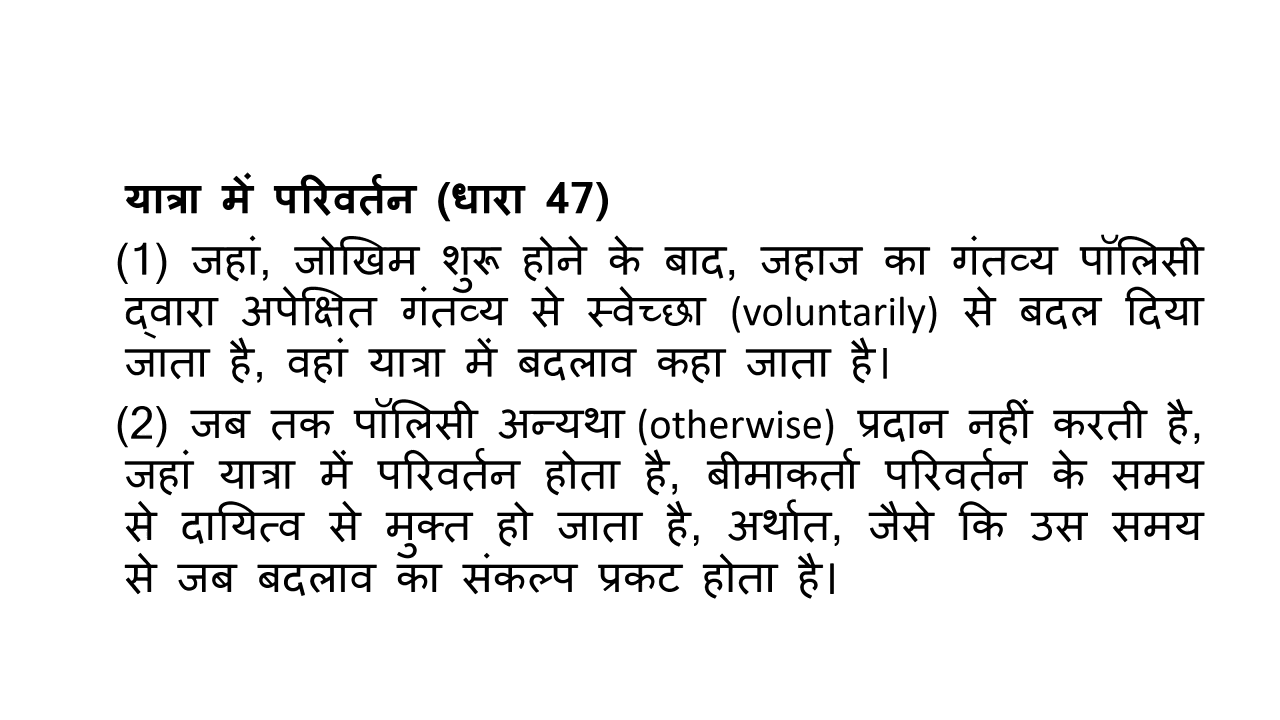 यात्रा में परिवर्तन (धारा 47)
(1) जहां, जोखिम शुरू होने के बाद, जहाज का गंतव्य पॉलिसी
द्वारा अपेक्षित गंतव्य से स्वेच्छा (voluntarily) से बदल दिया
जाता है, वहां यात्रा में बदलाव कहा जाता है।
(2) जब तक पॉलिसी अन्यथा (otherwise) प्रदान नहीं करती है,
जहां यात्रा में परिवर्तन होता है, बीमाकर्ता परिवर्तन के समय
से दायित्व से मुक्त हो जाता है, अर्थात, जैसे कि उस समय
से जब बदलाव का संकल्प प्रकट होता है।